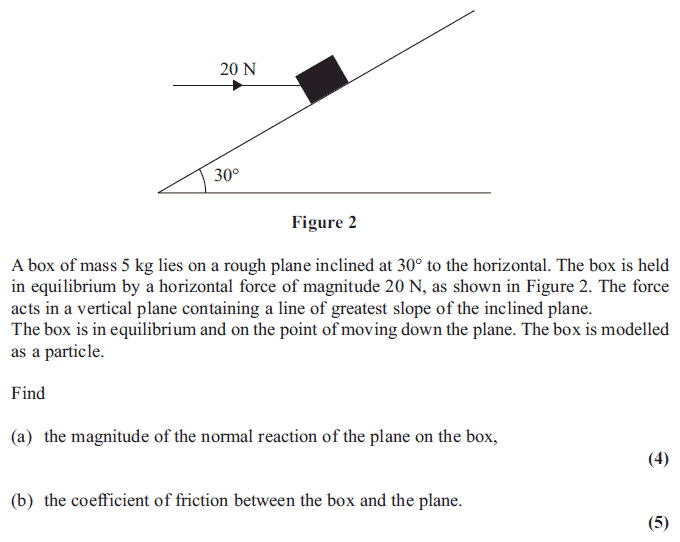 20 N
30°
Figure 2
A box of mass 5 kg lies on a rough plane inclined at 30° to the horizontal. The box is held
in equilibrium by a horizontal force of magnitude 20 N, as shown in Figure 2. The force
acts in a vertical plane containing a line of greatest slope of the inclined plane.
The box is in equilibrium and on the point of moving down the plane. The box is modelled
as a particle.
Find
(a) the magnitude of the normal reaction of the plane on the box,
(4)
(b) the coefficient of friction between the box and the plane.
(5)